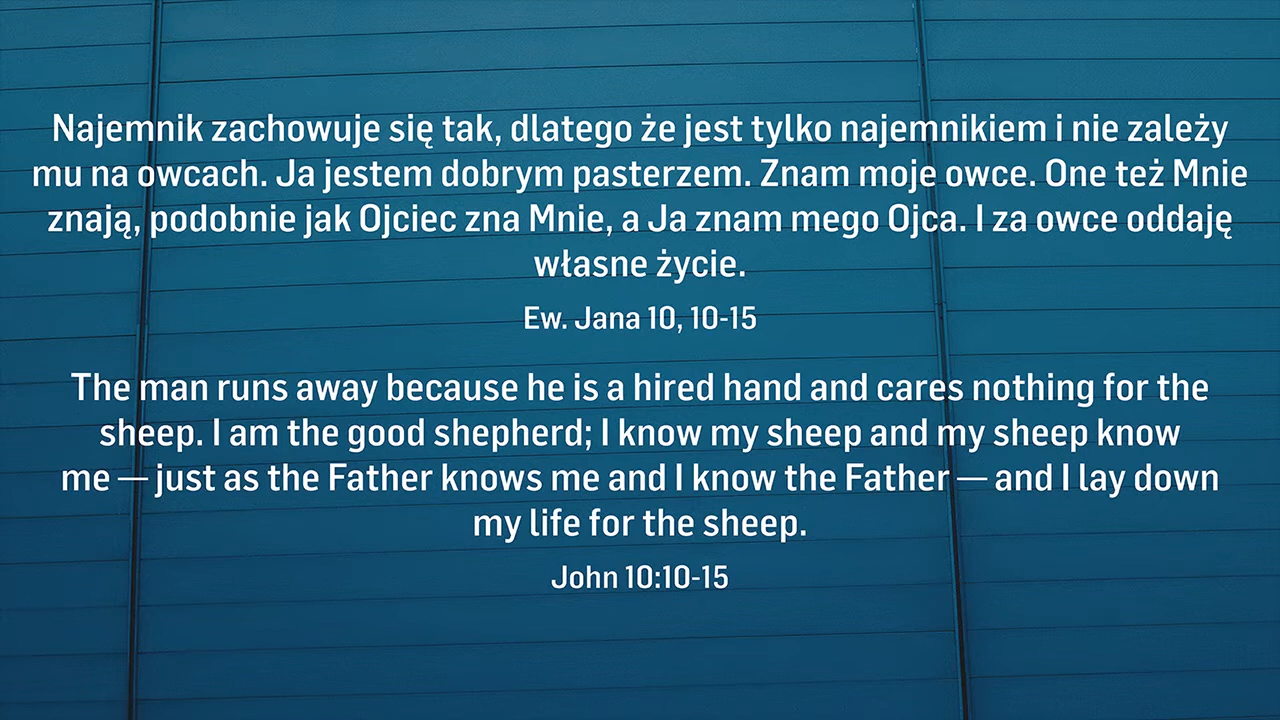 Najemnik zachowuje się tak, dlatego że jest tylko najemnikiem i nie zależy
mu na owcach. Ja jestem dobrym pasterzem. Znam moje owce. One też Mnie
znają, podobnie jak Ojciec zna Mnie, a Ja znam mego Ojca. I za owce oddaję
własne życie.
Ew. Jana 10, 10-15
The man runs away because he is a hired hand and cares nothing for the
sheep. I am the good shepherd; I know my sheep and my sheep know
me — just as the Father knows me and I know the Father — and I lay down
my life for the sheep.
John 10:10-15